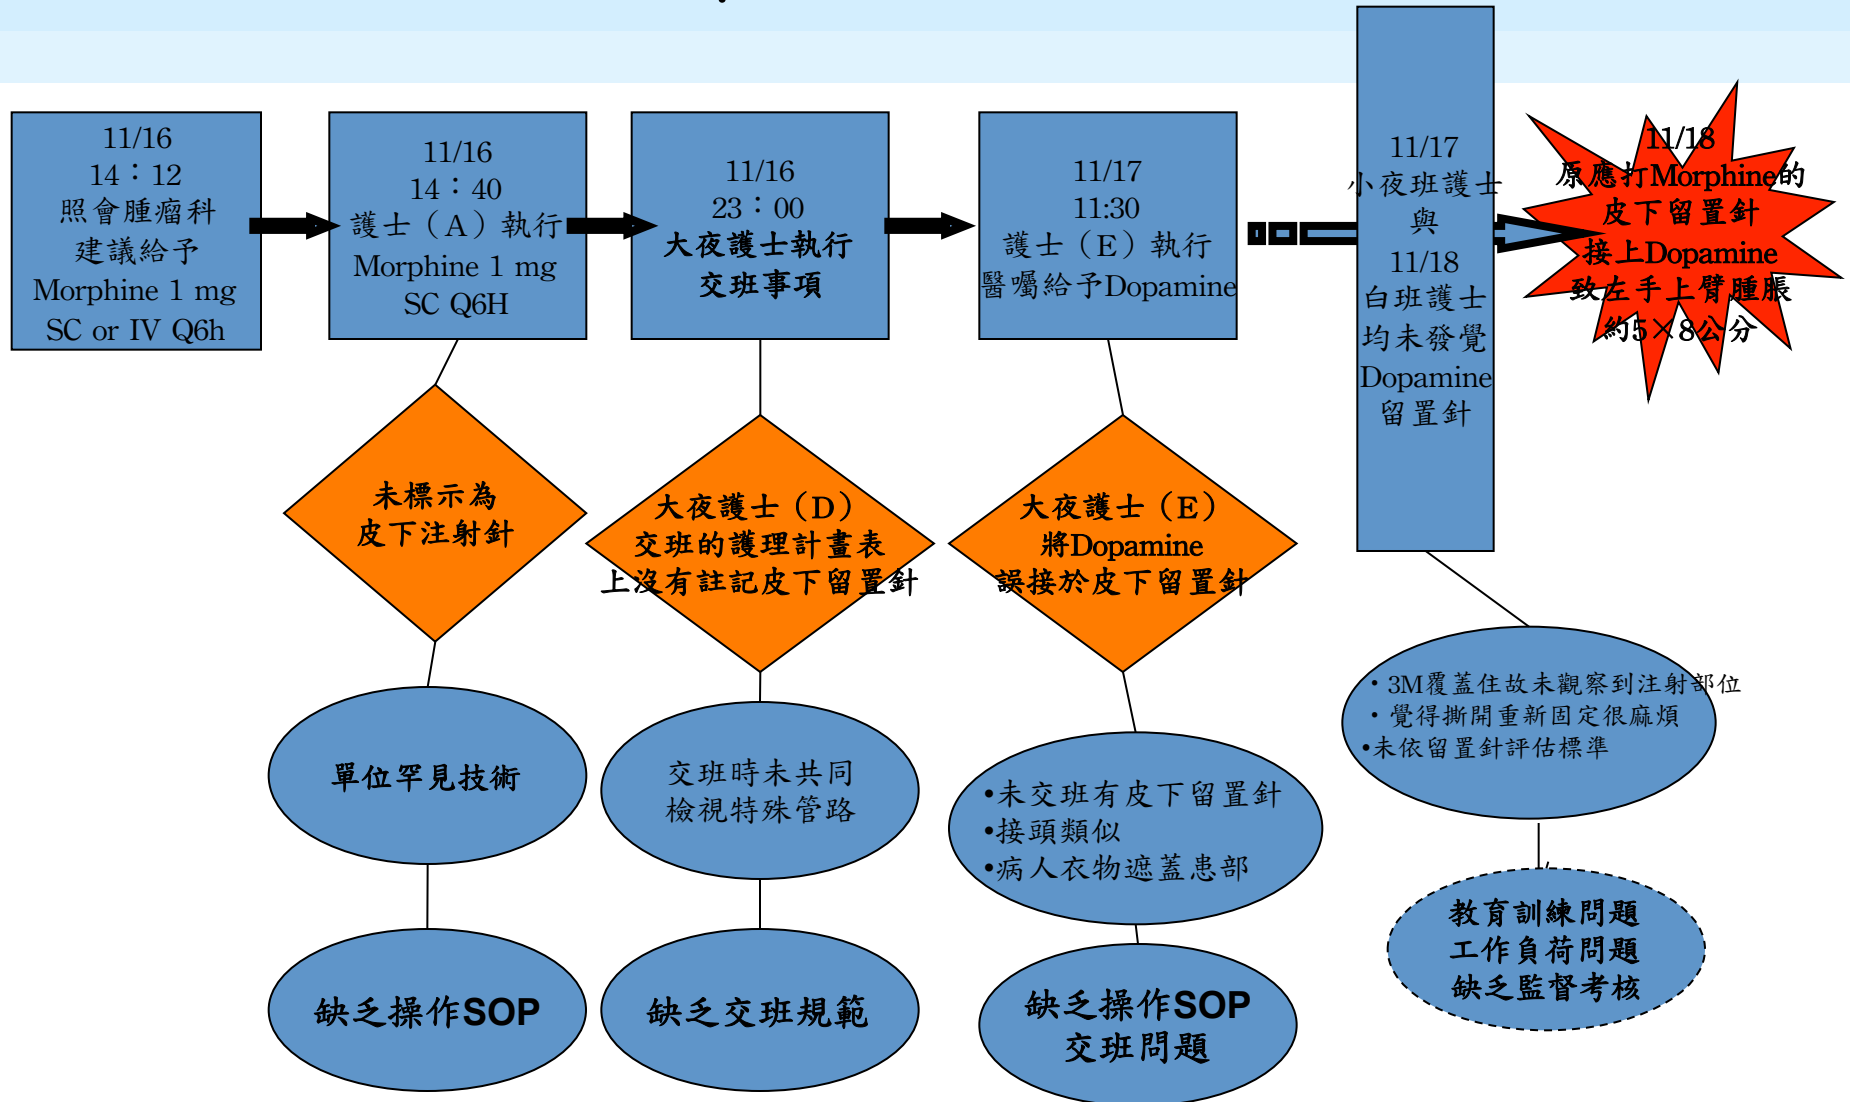 11/16
14：12
照會腫瘤科
建議給予
Morphine 1 mg
SC or IV Q6h
11/16
14：40
護士（A）執行
Morphine 1 mg
SC Q6H
11/16
23：00
大夜護士執行
交班事項
11/17
11:30
護士（E）執行
醫囑給予Dopamine
11/17
小夜班護士
與
11/18
白班護士
均未發覺
Dopamine
留置針
11/18
原應打Morphine的
皮下留置針
接上Dopamine
致左手上臂腫脹
約5×8公分
未標示為
皮下注射針
大夜護士（D）
交班的護理計畫表
上沒有註記皮下留置針
大夜護士（E）
將Dopamine
誤接於皮下留置針
單位罕見技術
交班時未共同
檢視特殊管路
•未交班有皮下留置針
•接頭類似
•病人衣物遮蓋患部
•3M覆蓋住故未觀察到注射部位
•覺得撕開重新固定很麻煩
•未依留置針評估標準
缺乏操作SOP
缺乏交班規範
缺乏操作SOP
交班問題
教育訓練問題
工作負荷問題
缺乏監督考核